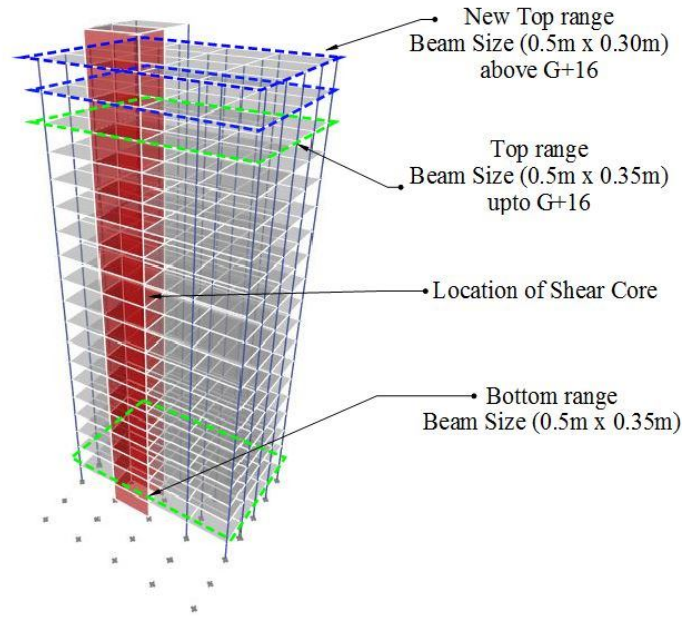 New Top range
Beam Size (0.5m x 0.30m)
above G+16
Top range
Beam Size (0.5m x 0.35m)
upto G+16
Location of Shear Core
Bottom range
Beam Size (0.5m x 0.35m)